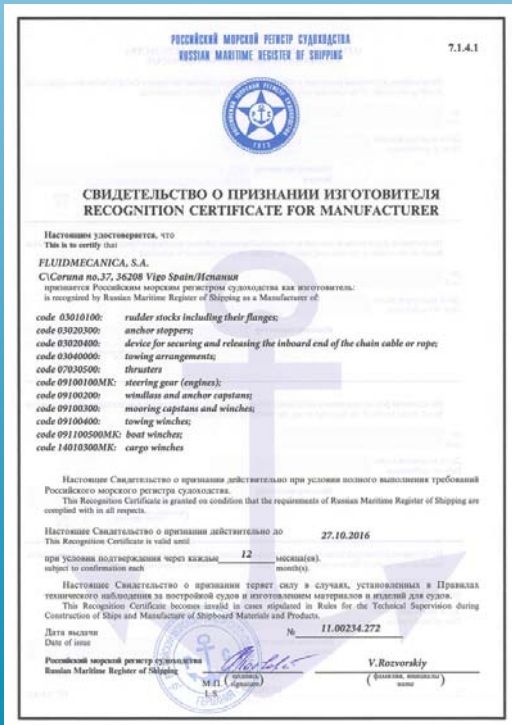 РОССИЙСКИЙ МОРСКОЙ РЕГИСТР СУДОХОДСТВА
RUSSIAN MARITIME REGISTER OF SHIPPING
7.1.4.1
РОССИЙСКИЙ МОРСКОЙ РЕГИСТР СУДОХОДСТВА
1913
СВИДЕТЕЛЬСТВО О ПРИЗНАНИИ ИЗГОТОВИТЕЛЯ
RECOGNITION CERTIFICATE FOR MANUFACTURER
Настоящим удостоверяется, что
This is to certify that
FLUIDMECANICA, S.A.
C\Coruna no.37, 36208 Vigo Spain/Испания
признается Российским морским регистром судоходства как изготовитель:
is recognized by Russian Maritime Register of Shipping as a Manufacturer of:
code 03010100: rudder stocks including their flanges;
code 03020300: anchor stoppers;
code 03020400: device for securing and releasing the inboard end of the chain cable or rope;
code 03040000: towing arrangements;
code 07030500: thrusters
code 09100100MK: steering gear (engines);
code 09100200: windlass and anchor capstans;
code 09100300: mooring capstans and winches;
code 09100400: towing winches;
code 091100500MK: boat winches;
code 14010300MK: cargo winches
Настоящее Свидетельство о признании действительно при условии полного выполнения требований
Российского морского регистра судоходства.
This Recognition Certificate is granted on condition that the requirements of Russian Maritime Register of Shipping are
complied with in all respects.
Настоящее Свидетельство о признании действительно до 27.10.2016
This Recognition Certificate is valid until
при условии подтверждения через каждые 12 месяца(ев).
subject to confirmation each month(s).
Настоящее Свидетельство о признании теряет силу в случаях, установленных в Правилах
технического наблюдения за постройкой судов и изготовлением материалов и изделий для судов.
This Recognition Certificate becomes invalid in cases stipulated in Rules for the Technical Supervision during
Construction of Ships and Manufacture of Shipboard Materials and Products.
Дата выдачи № 11.00234.272
Date of issue
Российский морской регистр судоходства V.Rozvorskiy
Russian Maritime Register of Shipping (подпись, signature) (фамилия, инициалы name)
М.П.
L.S.